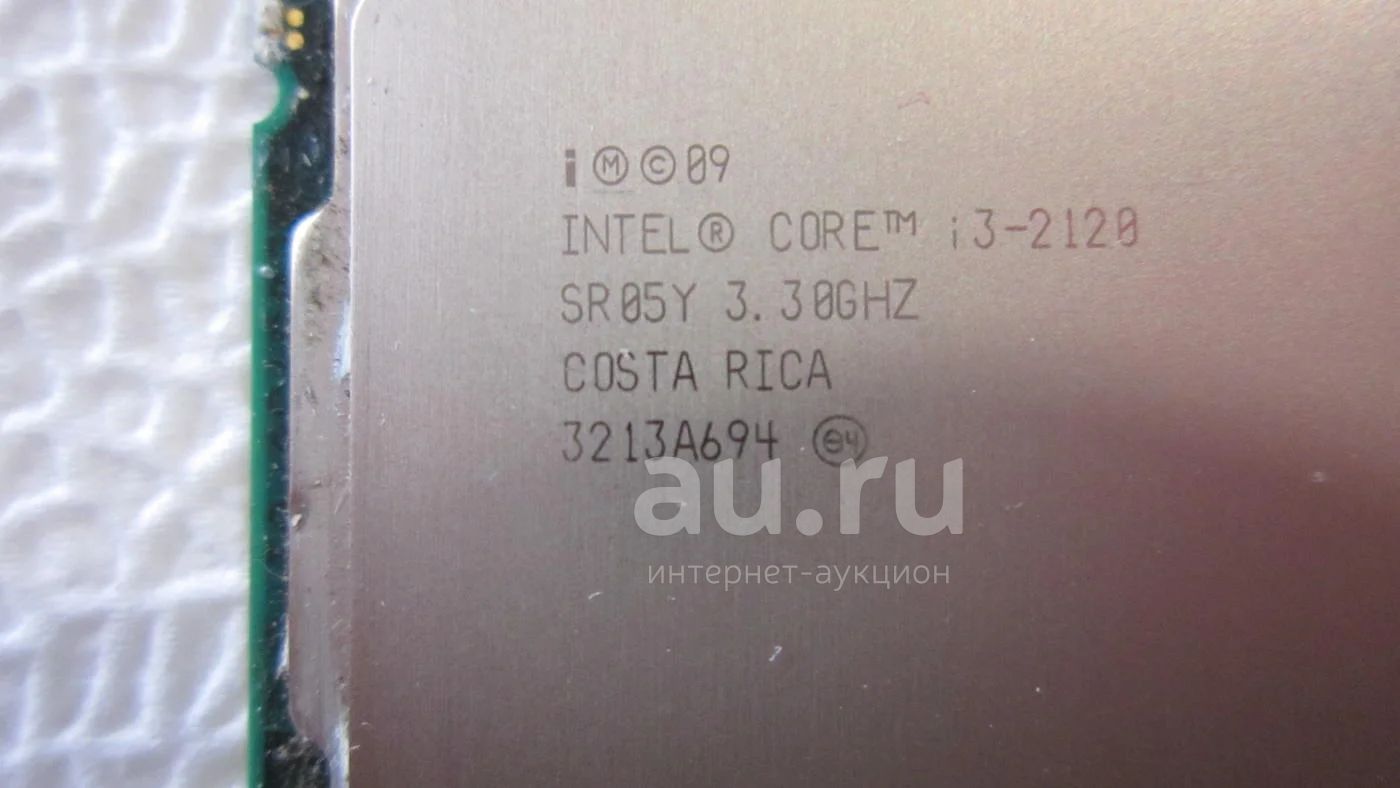 i Ⓜ © 09
INTEL® CORE™ i3-2120
SR05Y 3.30GHZ
COSTA RICA
3213A694 e4
au.ru
интернет-аукцион